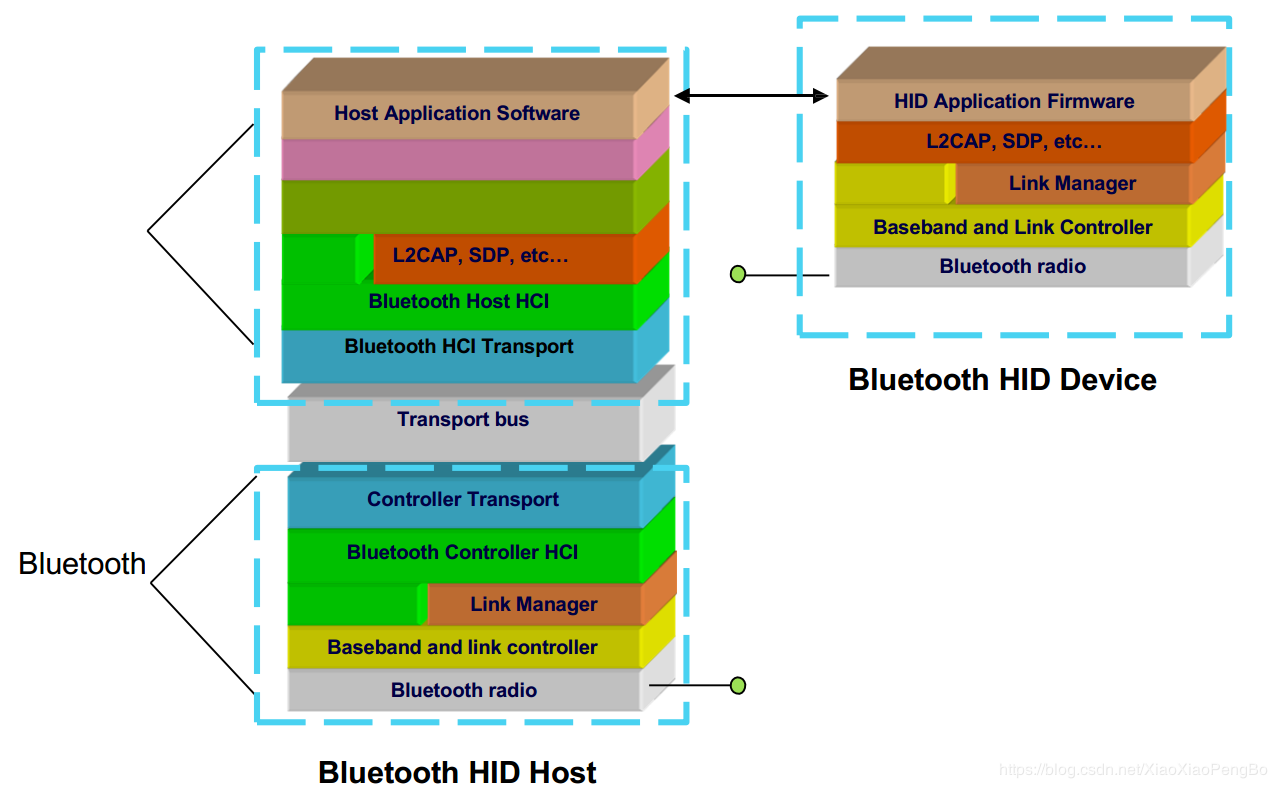 Host Application Software
L2CAP, SDP, etc…
Bluetooth Host HCI
Bluetooth HCI Transport
Transport bus
Controller Transport
Bluetooth Controller HCI
Link Manager
Baseband and link controller
Bluetooth radio
Bluetooth
Bluetooth HID Host
HID Application Firmware
L2CAP, SDP, etc…
Link Manager
Baseband and Link Controller
Bluetooth radio
Bluetooth HID Device
https://blog.csdn.net/XiaoXiaoPengBo